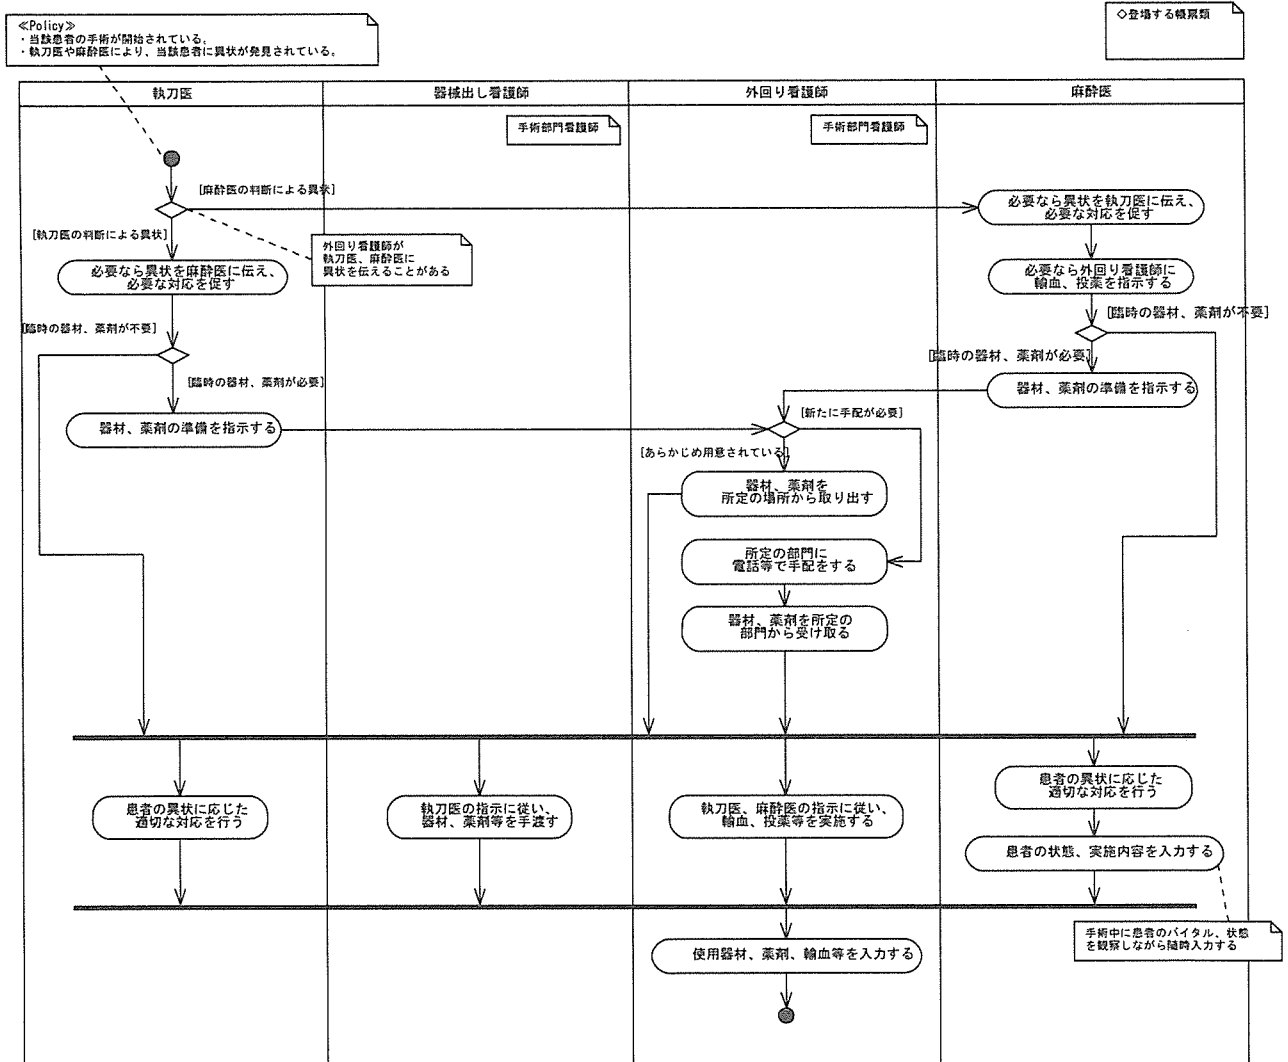 ≪Policy≫
・当該患者の手術が開始されている。
・執刀医や麻酔医により、当該患者に異状が発見されている。
◇登場する帳票類
執刀医
器械出し看護師
外回り看護師
麻酔医
手術部門看護師
手術部門看護師
[麻酔医の判断による異状]
必要なら異状を執刀医に伝え、
必要な対応を促す
[執刀医の判断による異状]
外回り看護師が
執刀医、麻酔医に
異状を伝えることがある
必要なら異状を麻酔医に伝え、
必要な対応を促す
必要なら外回り看護師に
輸血、投薬を指示する
[臨時の器材、薬剤が不要]
[臨時の器材、薬剤が不要]
[臨時の器材、薬剤が必要]
[臨時の器材、薬剤が必要]
器材、薬剤の準備を指示する
[新たに手配が必要]
器材、薬剤の準備を指示する
[あらかじめ用意されている]
器材、薬剤を
所定の場所から取り出す
所定の部門に
電話等で手配をする
器材、薬剤を所定の
部門から受け取る
患者の異状に応じた
適切な対応を行う
執刀医の指示に従い、
器材、薬剤等を手渡す
執刀医、麻酔医の指示に従い、
輸血、投薬等を実施する
患者の異状に応じた
適切な対応を行う
患者の状態、実施内容を入力する
手術中に患者のバイタル、状態
を観察しながら随時入力する
使用器材、薬剤、輸血等を入力する